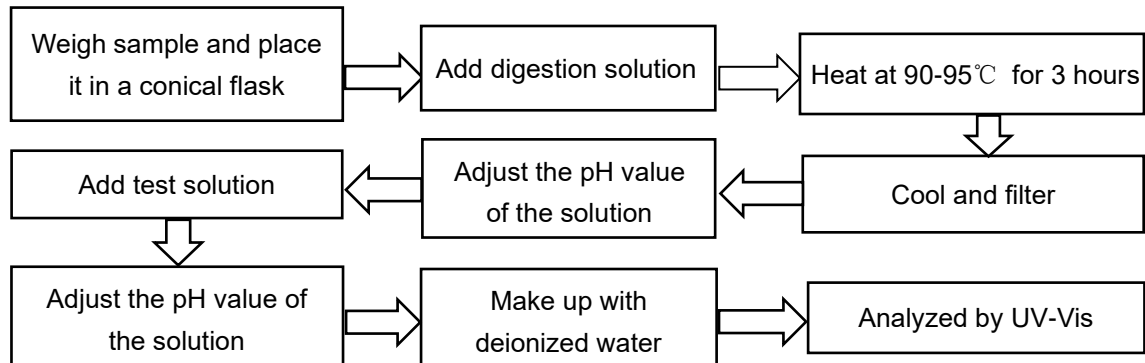 Weigh sample and place
it in a conical flask
Add digestion solution
Heat at 90-95℃ for 3 hours
Cool and filter
Adjust the pH value
of the solution
Add test solution
Adjust the pH value of
the solution
Make up with
deionized water
Analyzed by UV-Vis